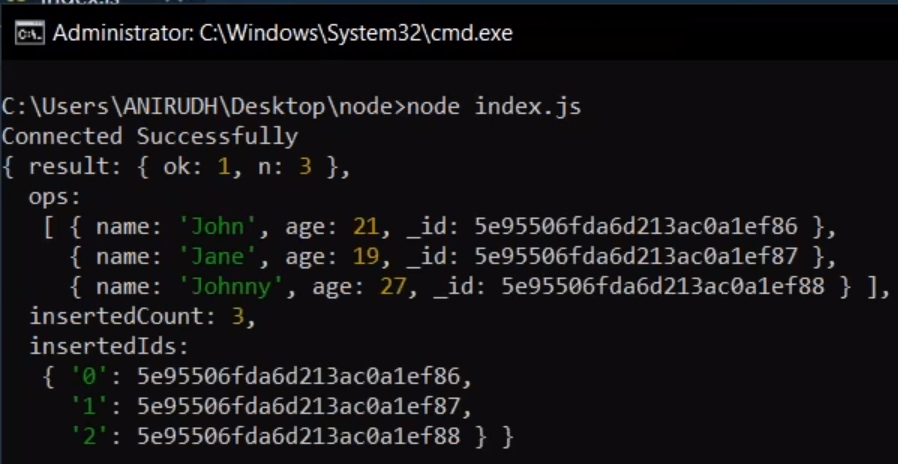 index.js
Administrator: C:\Windows\System32\cmd.exe
C:\Users\ANIRUDH\Desktop\node>node index.js
Connected Successfully
{ result: { ok: 1, n: 3 },
  ops:
   [ { name: 'John', age: 21, _id: 5e95506fda6d213ac0a1ef86 },
     { name: 'Jane', age: 19, _id: 5e95506fda6d213ac0a1ef87 },
     { name: 'Johnny', age: 27, _id: 5e95506fda6d213ac0a1ef88 } ],
  insertedCount: 3,
  insertedIds:
   { '0': 5e95506fda6d213ac0a1ef86,
     '1': 5e95506fda6d213ac0a1ef87,
     '2': 5e95506fda6d213ac0a1ef88 } }